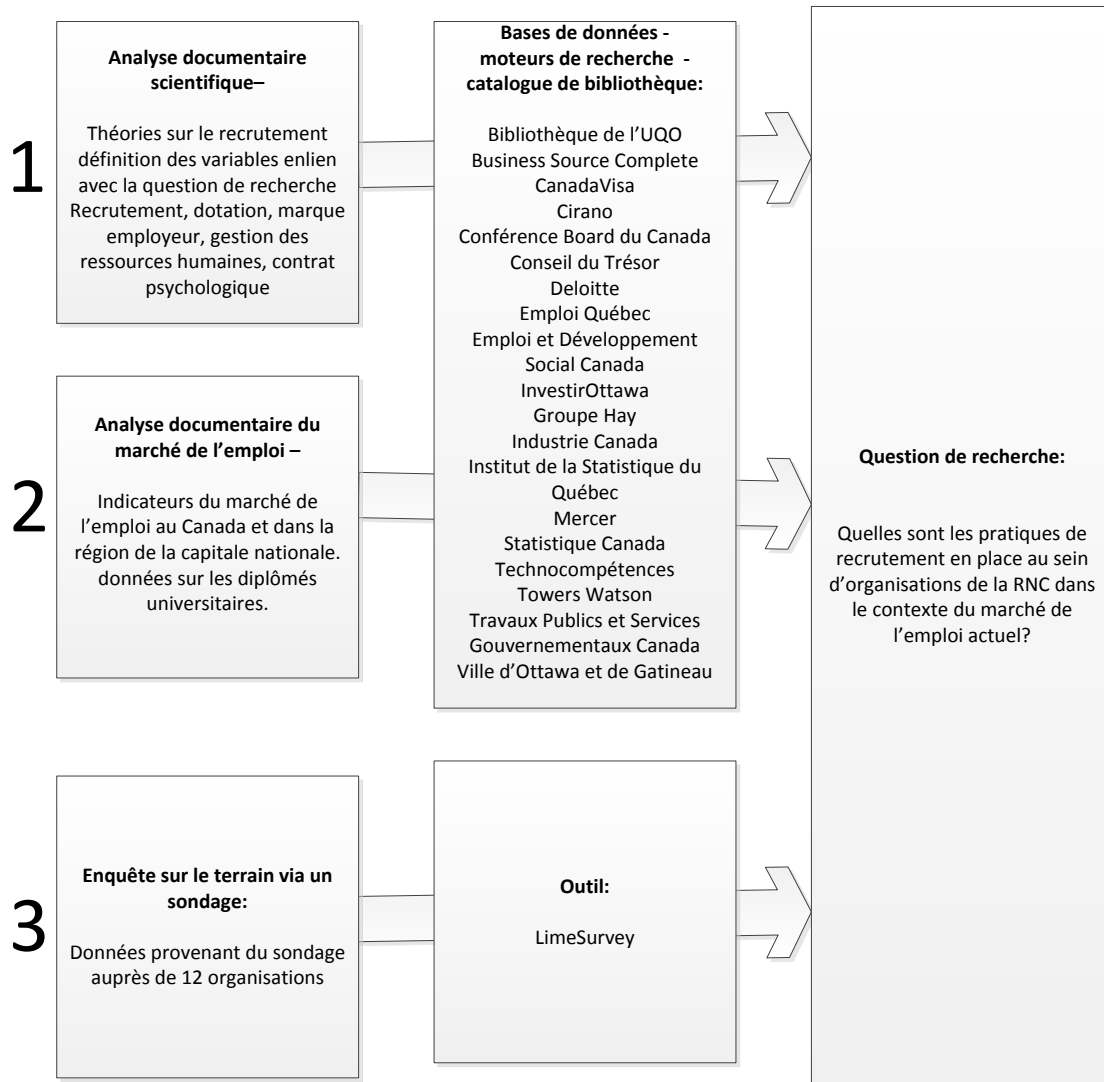 1
Analyse documentaire
scientifique–
Théories sur le recrutement
définition des variables enlien
avec la question de recherche
Recrutement, dotation, marque
employeur, gestion des
ressources humaines, contrat
psychologique
2
Analyse documentaire du
marché de l’emploi –
Indicateurs du marché de
l’emploi au Canada et dans la
région de la capitale nationale.
données sur les diplômés
universitaires.
Bases de données -
moteurs de recherche -
catalogue de bibliothèque:
Bibliothèque de l’UQO
Business Source Complete
CanadaVisa
Cirano
Conférence Board du Canada
Conseil du Trésor
Deloitte
Emploi Québec
Emploi et Développement
Social Canada
InvestirOttawa
Groupe Hay
Industrie Canada
Institut de la Statistique du
Québec
Mercer
Statistique Canada
Technocompétences
Towers Watson
Travaux Publics et Services
Gouvernementaux Canada
Ville d’Ottawa et de Gatineau
3
Enquête sur le terrain via un
sondage:
Données provenant du sondage
auprès de 12 organisations
Outil:
LimeSurvey
Question de recherche:
Quelles sont les pratiques de
recrutement en place au sein
d’organisations de la RNC dans
le contexte du marché de
l’emploi actuel?